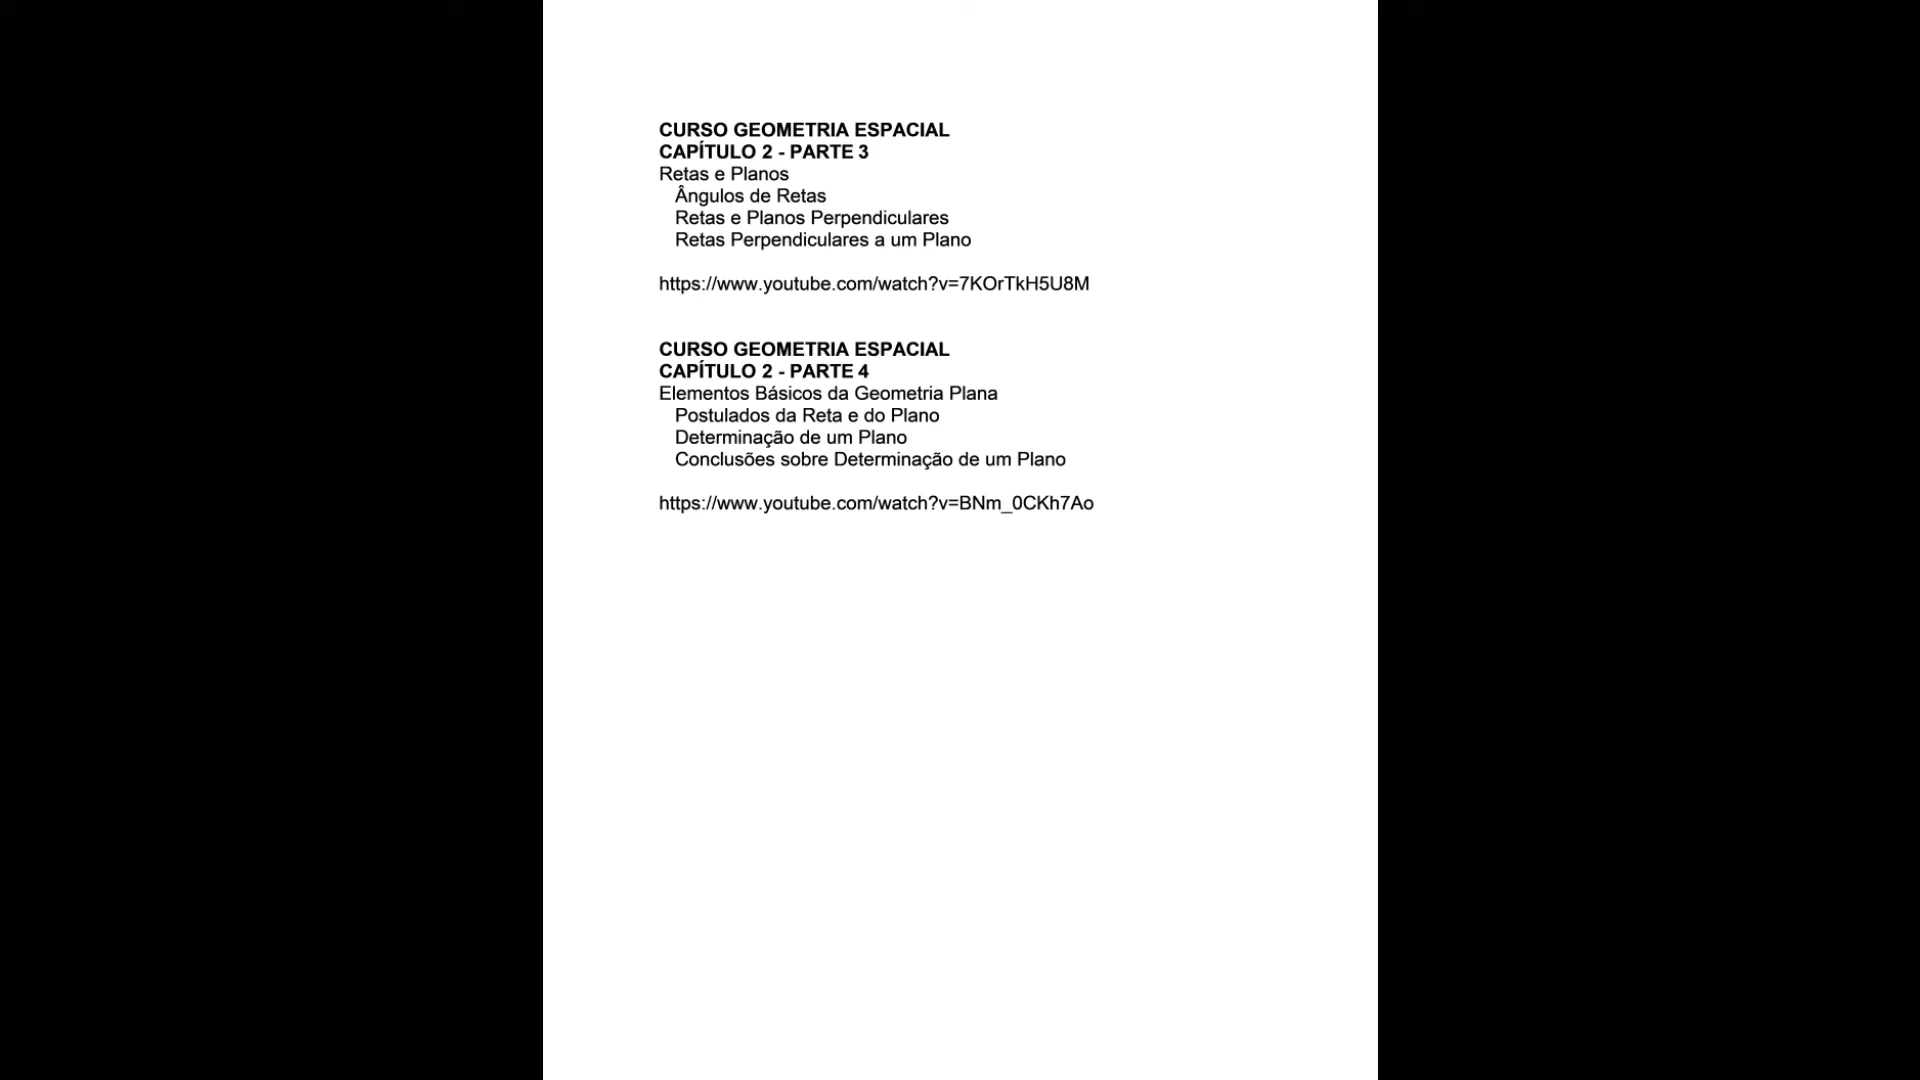 CURSO GEOMETRIA ESPACIAL
CAPÍTULO 2 - PARTE 3
Retas e Planos
Ângulos de Retas
Retas e Planos Perpendiculares
Retas Perpendiculares a um Plano
https://www.youtube.com/watch?v=7KOrTkH5U8M
CURSO GEOMETRIA ESPACIAL
CAPÍTULO 2 - PARTE 4
Elementos Básicos da Geometria Plana
Postulados da Reta e do Plano
Determinação de um Plano
Conclusões sobre Determinação de um Plano
https://www.youtube.com/watch?v=BNm_0CKh7Ao